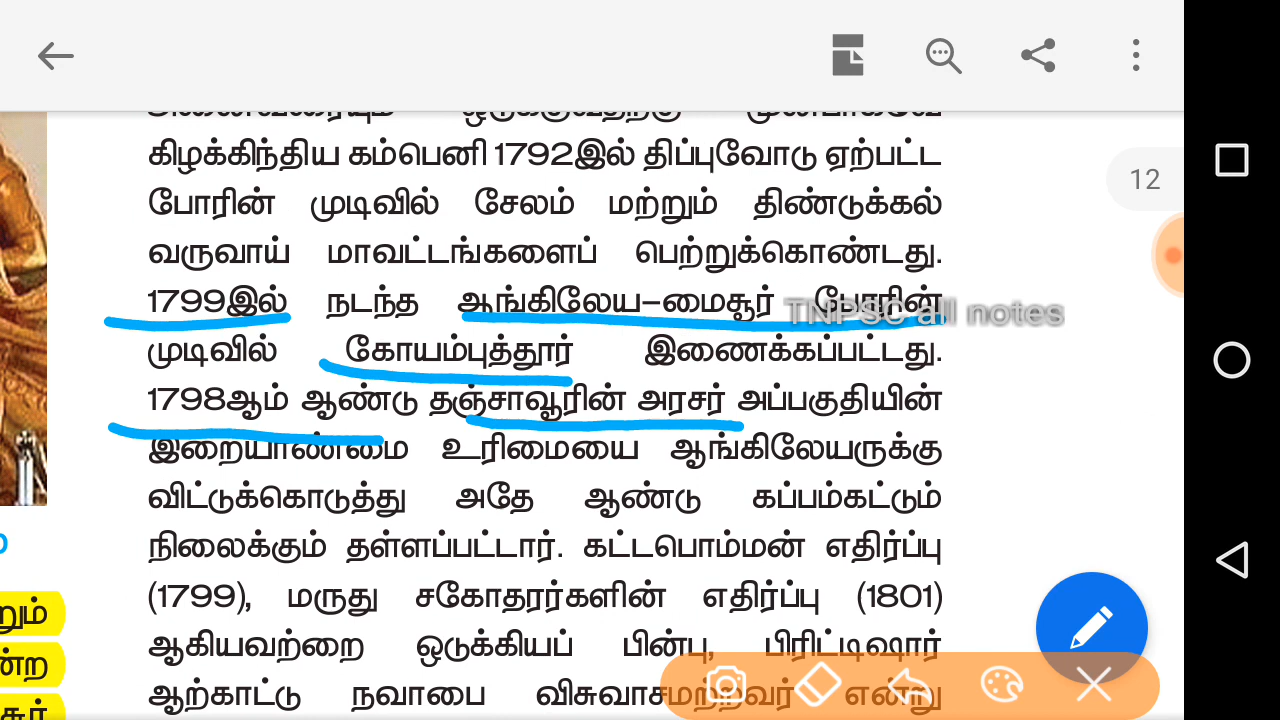 12
கிழக்கிந்திய கம்பெனி 1792இல் திப்புவோடு ஏற்பட்ட
போரின் முடிவில் சேலம் மற்றும் திண்டுக்கல்
வருவாய் மாவட்டங்களைப் பெற்றுக்கொண்டது.
1799இல் நடந்த ஆங்கிலேய–மைசூர் போரின்
TNPSC all notes
முடிவில் கோயம்புத்தூர் இணைக்கப்பட்டது.
1798ஆம் ஆண்டு தஞ்சாவூரின் அரசர் அப்பகுதியின்
இறையாண்மை உரிமையை ஆங்கிலேயருக்கு
விட்டுக்கொடுத்து அதே ஆண்டு கப்பம்கட்டும்
நிலைக்கும் தள்ளப்பட்டார். கட்டபொம்மன் எதிர்ப்பு
(1799), மருது சகோதரர்களின் எதிர்ப்பு (1801)
ஆகியவற்றை ஒடுக்கியப் பின்பு, பிரிட்டிஷார்
ஆற்காட்டு நவாபை விசுவாசமற்றவர் என்று